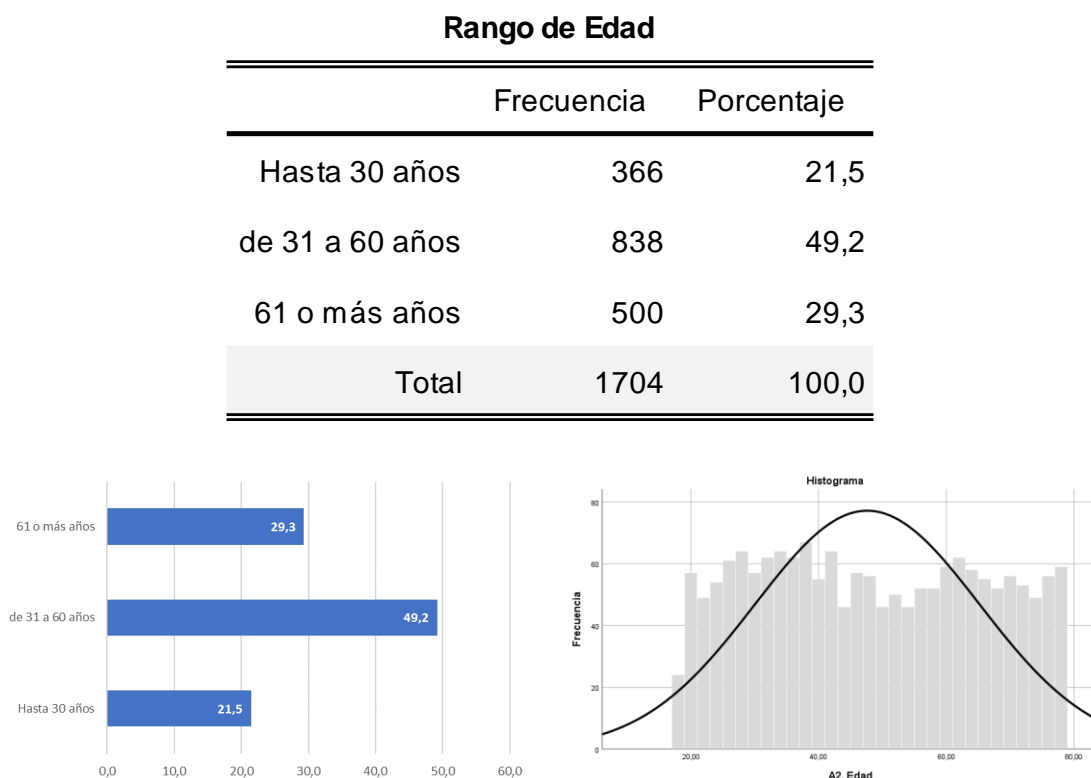 Rango de Edad
Frecuencia Porcentaje
Hasta 30 años 366 21,5
de 31 a 60 años 838 49,2
61 o más años 500 29,3
Total 1704 100,0
61 o más años 29,3
de 31 a 60 años 49,2
Hasta 30 años 21,5
0,0 10,0 20,0 30,0 40,0 50,0 60,0
Histograma
80
60
40
20
0
Frecuencia
20,00 40,00 60,00 80,00
A2. Edad